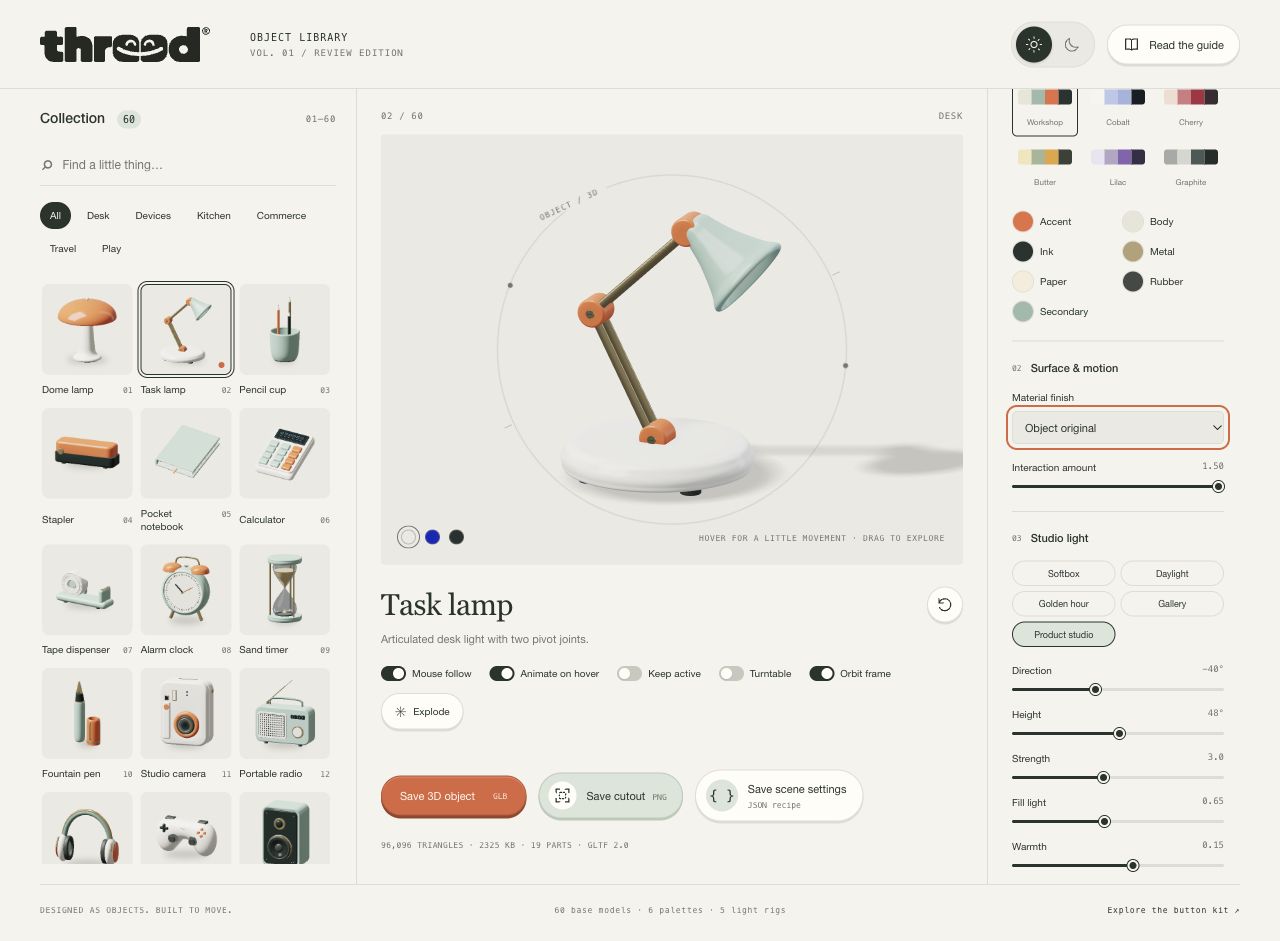 threed®
OBJECT LIBRARY
VOL. 01 / REVIEW EDITION
Read the guide
Collection 60
01—60
Find a little thing...
All
Desk
Devices
Kitchen
Commerce
Travel
Play
Dome lamp 01
Task lamp 02
Pencil cup 03
Stapler 04
Pocket notebook 05
Calculator 06
Tape dispenser 07
Alarm clock 08
Sand timer 09
Fountain pen 10
Studio camera 11
Portable radio 12
02 / 60
DESK
OBJECT / 3D
HOVER FOR A LITTLE MOVEMENT · DRAG TO EXPLORE
Task lamp
Articulated desk light with two pivot joints.
Mouse follow
Animate on hover
Keep active
Turntable
Orbit frame
Explode
Save 3D object GLB
Save cutout PNG
{ }
Save scene settings
JSON recipe
96,096 TRIANGLES · 2325 KB · 19 PARTS · GLTF 2.0
Workshop
Cobalt
Cherry
Butter
Lilac
Graphite
Accent
Body
Ink
Metal
Paper
Rubber
Secondary
02 Surface & motion
Material finish
Object original
Interaction amount 1.50
03 Studio light
Softbox
Daylight
Golden hour
Gallery
Product studio
Direction −40°
Height 48°
Strength 3.0
Fill light 0.65
Warmth 0.15
DESIGNED AS OBJECTS. BUILT TO MOVE.
60 base models · 6 palettes · 5 light rigs
Explore the button kit ↗